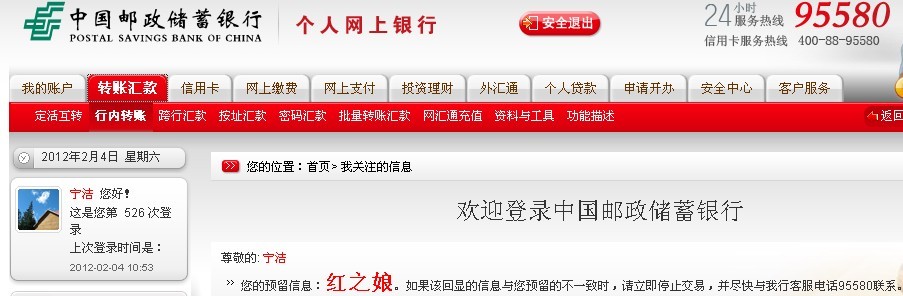 中国邮政储蓄银行
POSTAL SAVINGS BANK OF CHINA
个人网上银行
安全退出
24小时服务热线 95580
信用卡服务热线 400-88-95580
我的账户 转账汇款 信用卡 网上缴费 网上支付 投资理财 外汇通 个人贷款 申请开办 安全中心 客户服务
定活互转 行内转账 跨行汇款 按址汇款 密码汇款 批量转账汇款 网汇通充值 资料与工具 功能描述 返回
2012年2月4日 星期六
您的位置：首页> 我关注的信息
宁洁 您好!
这是您第 526 次登
录
上次登录时间是：
2012-02-04 10:53
欢迎登录中国邮政储蓄银行
尊敬的: 宁洁
您的预留信息：红之娘。如果该回显的信息与您预留的不一致时，请立即停止交易，并尽快与我行客服电话95580联系。